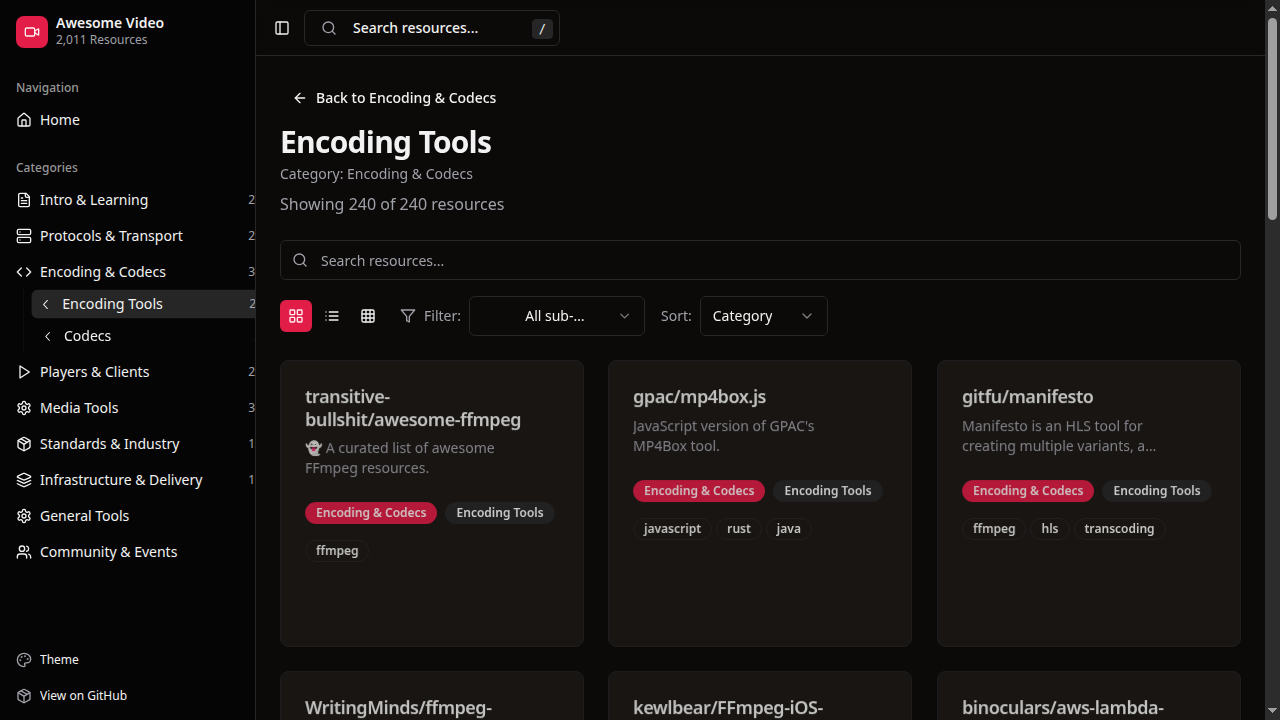 Awesome Video
2,011 Resources
Navigation
Home
Categories
Intro & Learning 2
Protocols & Transport 2
Encoding & Codecs 3
Encoding Tools 2
Codecs
Players & Clients 2
Media Tools 3
Standards & Industry 1
Infrastructure & Delivery 1
General Tools
Community & Events
Theme
View on GitHub
Search resources... /
Back to Encoding & Codecs
Encoding Tools
Category: Encoding & Codecs
Showing 240 of 240 resources
Search resources...
Filter: All sub-... Sort: Category
transitive-
bullshit/awesome-ffmpeg
👻 A curated list of awesome
FFmpeg resources.
Encoding & Codecs Encoding Tools
ffmpeg
gpac/mp4box.js
JavaScript version of GPAC's
MP4Box tool.
Encoding & Codecs Encoding Tools
javascript rust java
gitfu/manifesto
Manifesto is an HLS tool for
creating multiple variants, a...
Encoding & Codecs Encoding Tools
ffmpeg hls transcoding
WritingMinds/ffmpeg-
kewlbear/FFmpeg-iOS-
binoculars/aws-lambda-